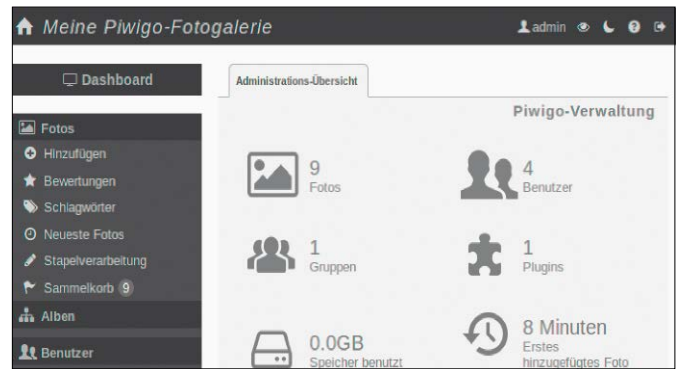 Meine Piwigo-Fotogalerie
admin
Dashboard
Fotos
Hinzufügen
Bewertungen
Schlagwörter
Neueste Fotos
Stapelverarbeitung
Sammelkorb 9
Alben
Benutzer
Administrations-Übersicht
Piwigo-Verwaltung
9
Fotos
4
Benutzer
1
Gruppen
1
Plugins
0.0GB
Speicher benutzt
8 Minuten
Erstes
hinzugefügtes Foto